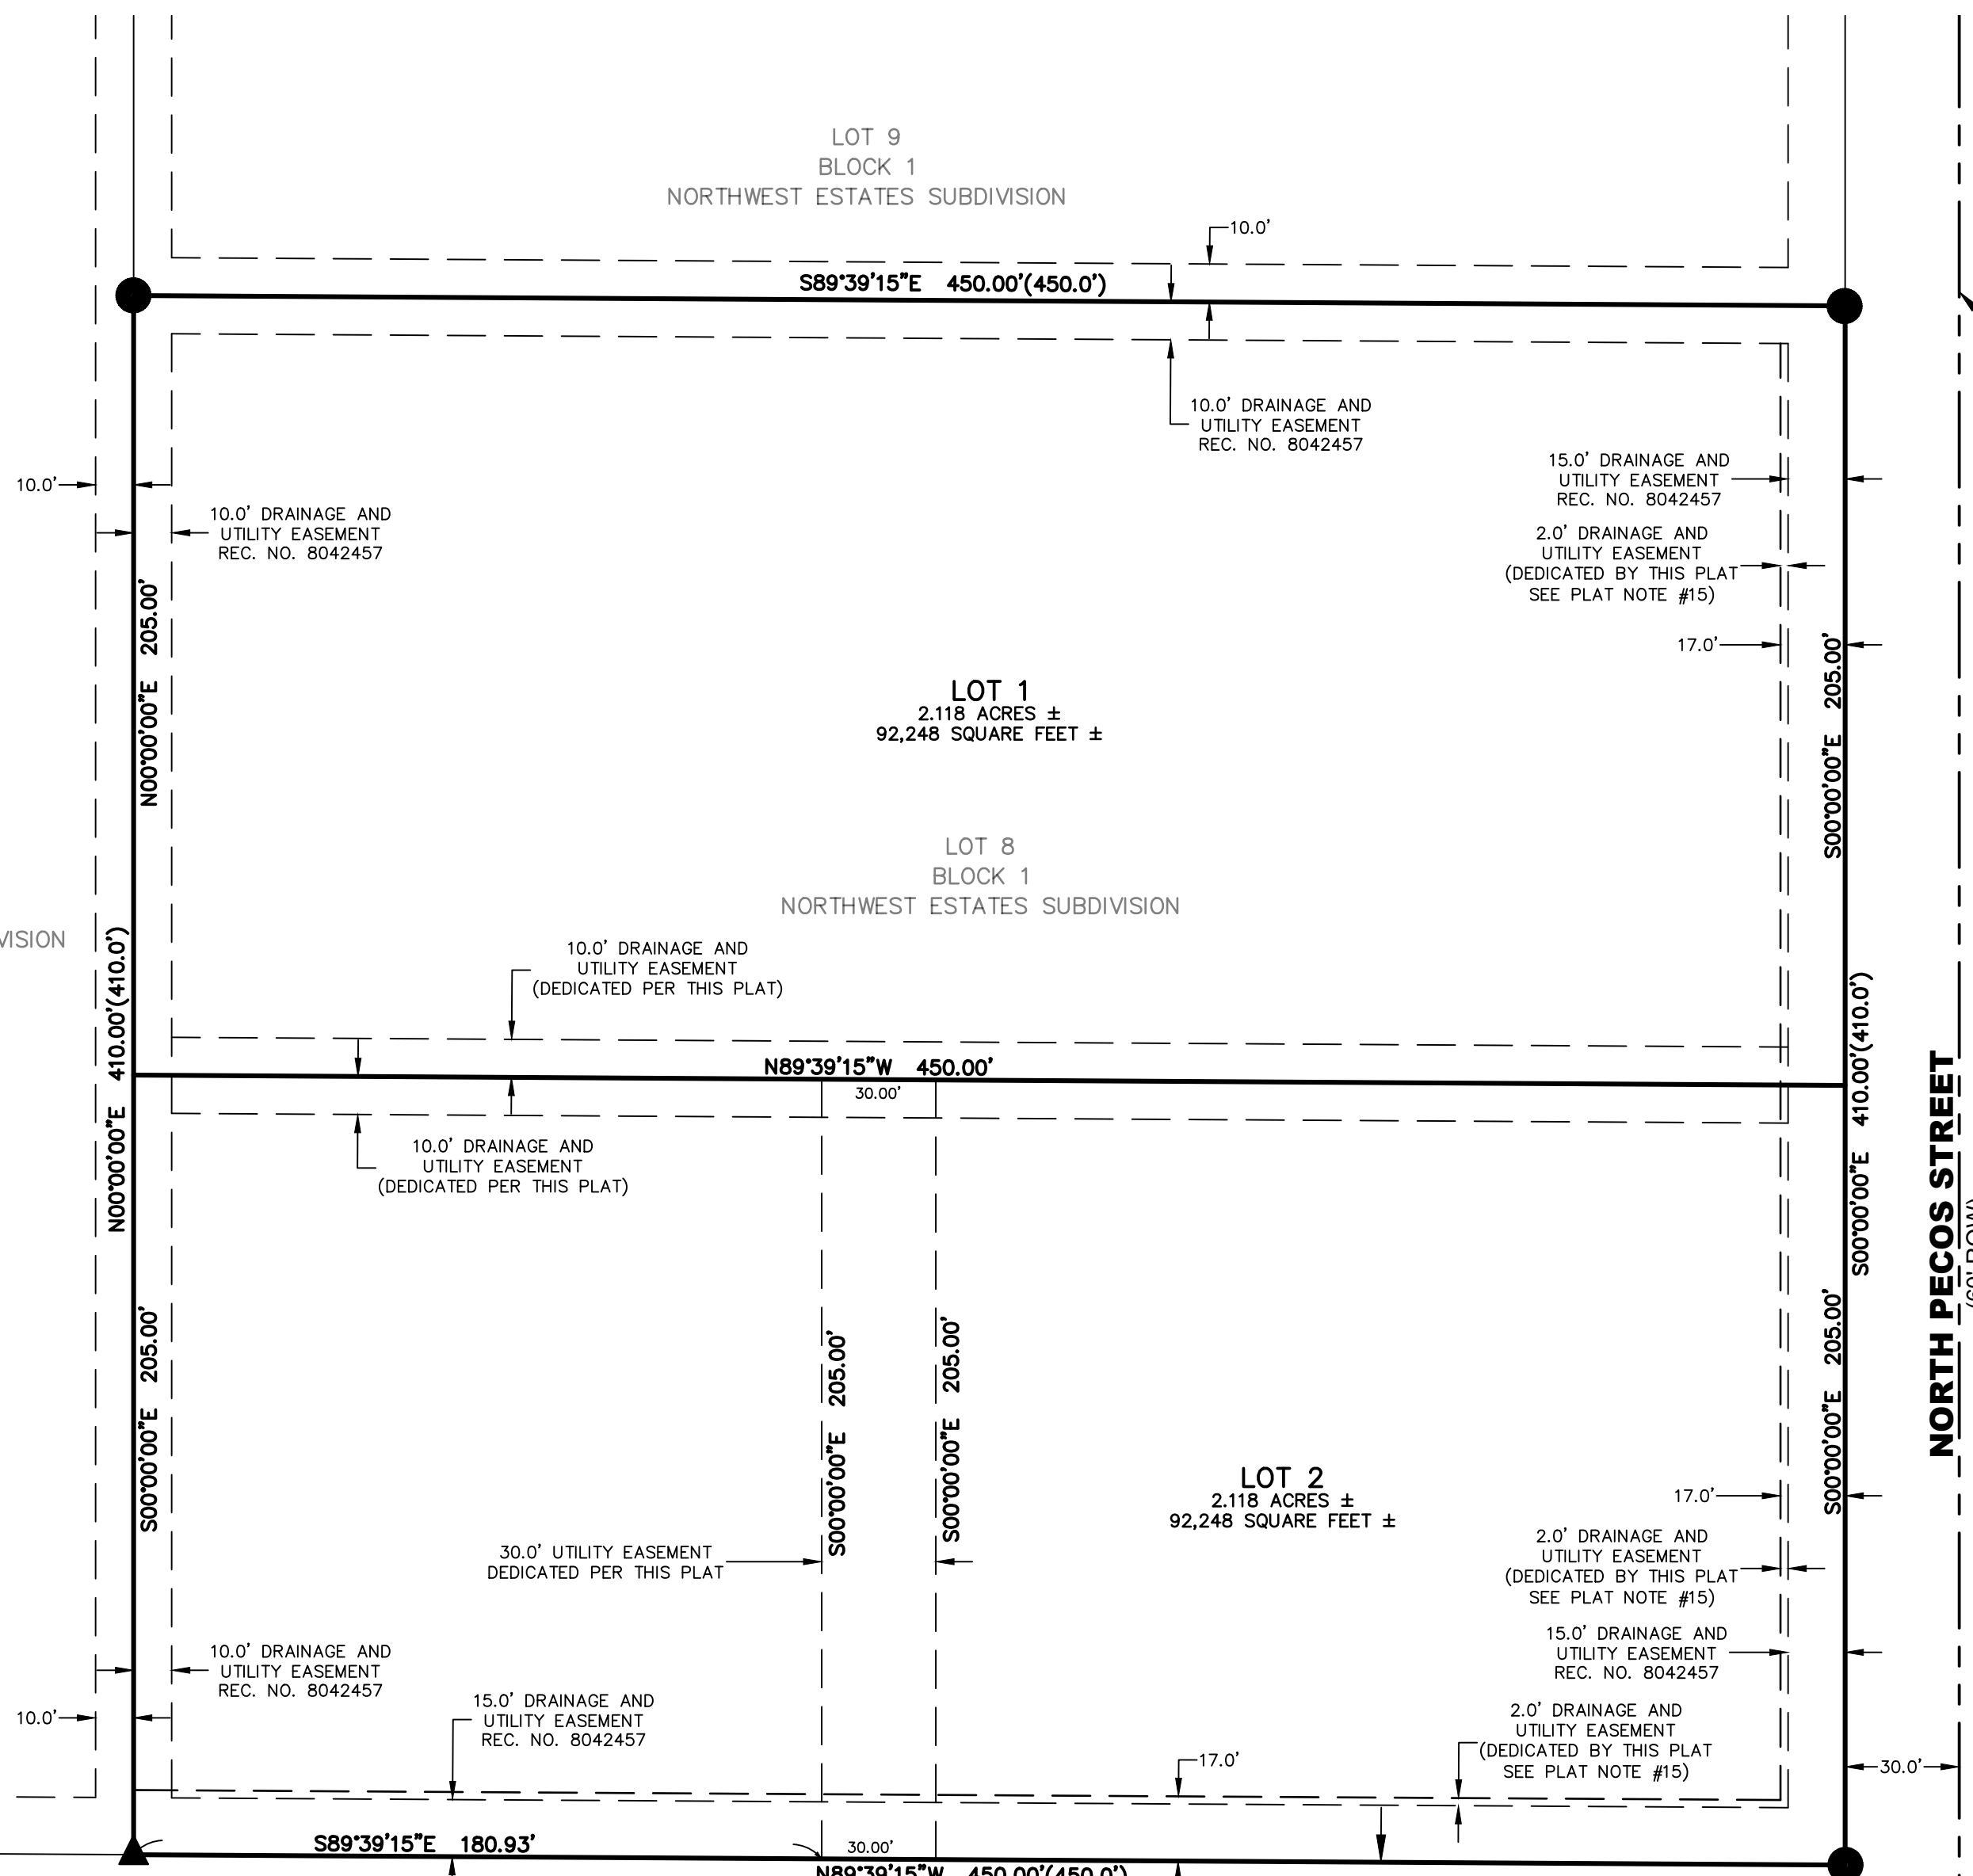 LOT 9
BLOCK 1
NORTHWEST ESTATES SUBDIVISION
10.0'
S89°39'15"E 450.00'(450.0')
10.0' DRAINAGE AND
UTILITY EASEMENT
REC. NO. 8042457
15.0' DRAINAGE AND
UTILITY EASEMENT
REC. NO. 8042457
10.0'
10.0' DRAINAGE AND
UTILITY EASEMENT
REC. NO. 8042457
2.0' DRAINAGE AND
UTILITY EASEMENT
(DEDICATED BY THIS PLAT
SEE PLAT NOTE #15)
17.0'
N00°00'00"E 205.00'
S00°00'00"E 205.00'
LOT 1
2.118 ACRES ±
92,248 SQUARE FEET ±
LOT 8
BLOCK 1
NORTHWEST ESTATES SUBDIVISION
VISION
N00°00'00"E 410.00'(410.0')
S00°00'00"E 410.00'(410.0')
10.0' DRAINAGE AND
UTILITY EASEMENT
(DEDICATED PER THIS PLAT)
N89°39'15"W 450.00'
30.00'
10.0' DRAINAGE AND
UTILITY EASEMENT
(DEDICATED PER THIS PLAT)
NORTH PECOS STREET
(60' ROW)
S00°00'00"E 205.00'
S00°00'00"E 205.00'
S00°00'00"E 205.00'
S00°00'00"E 205.00'
LOT 2
2.118 ACRES ±
92,248 SQUARE FEET ±
17.0'
30.0' UTILITY EASEMENT
DEDICATED PER THIS PLAT
2.0' DRAINAGE AND
UTILITY EASEMENT
(DEDICATED BY THIS PLAT
SEE PLAT NOTE #15)
15.0' DRAINAGE AND
UTILITY EASEMENT
REC. NO. 8042457
10.0' DRAINAGE AND
UTILITY EASEMENT
REC. NO. 8042457
10.0'
15.0' DRAINAGE AND
UTILITY EASEMENT
REC. NO. 8042457
2.0' DRAINAGE AND
UTILITY EASEMENT
(DEDICATED BY THIS PLAT
SEE PLAT NOTE #15)
17.0'
30.0'
S89°39'15"E 180.93'
30.00'
N89°39'15"W 450.00'(450.0')